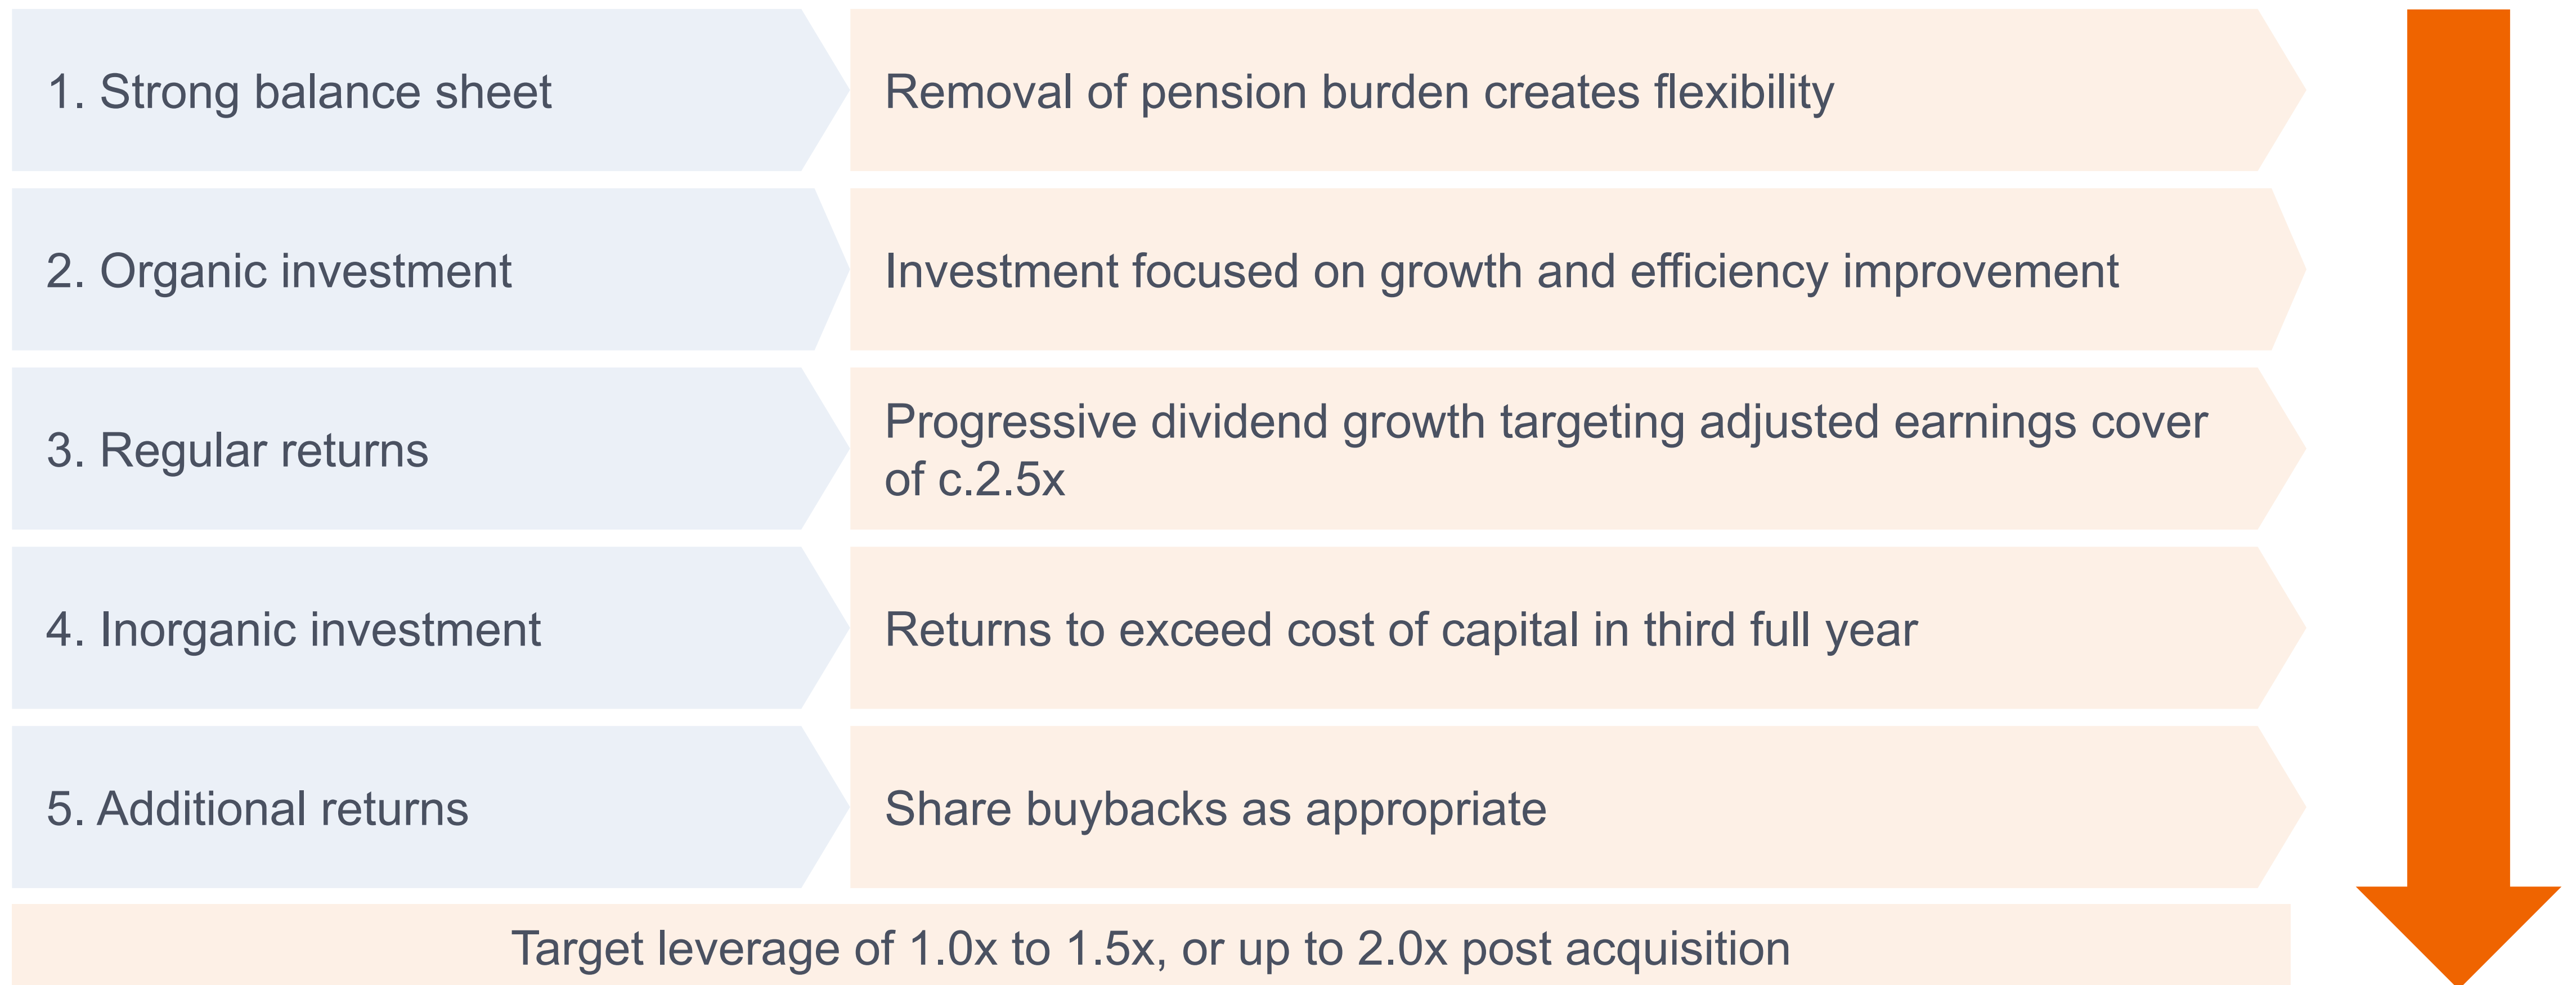 1. Strong balance sheet
Removal of pension burden creates flexibility
2. Organic investment
Investment focused on growth and efficiency improvement
3. Regular returns
Progressive dividend growth targeting adjusted earnings cover
of c.2.5x
4. Inorganic investment
Returns to exceed cost of capital in third full year
5. Additional returns
Share buybacks as appropriate
Target leverage of 1.0x to 1.5x, or up to 2.0x post acquisition